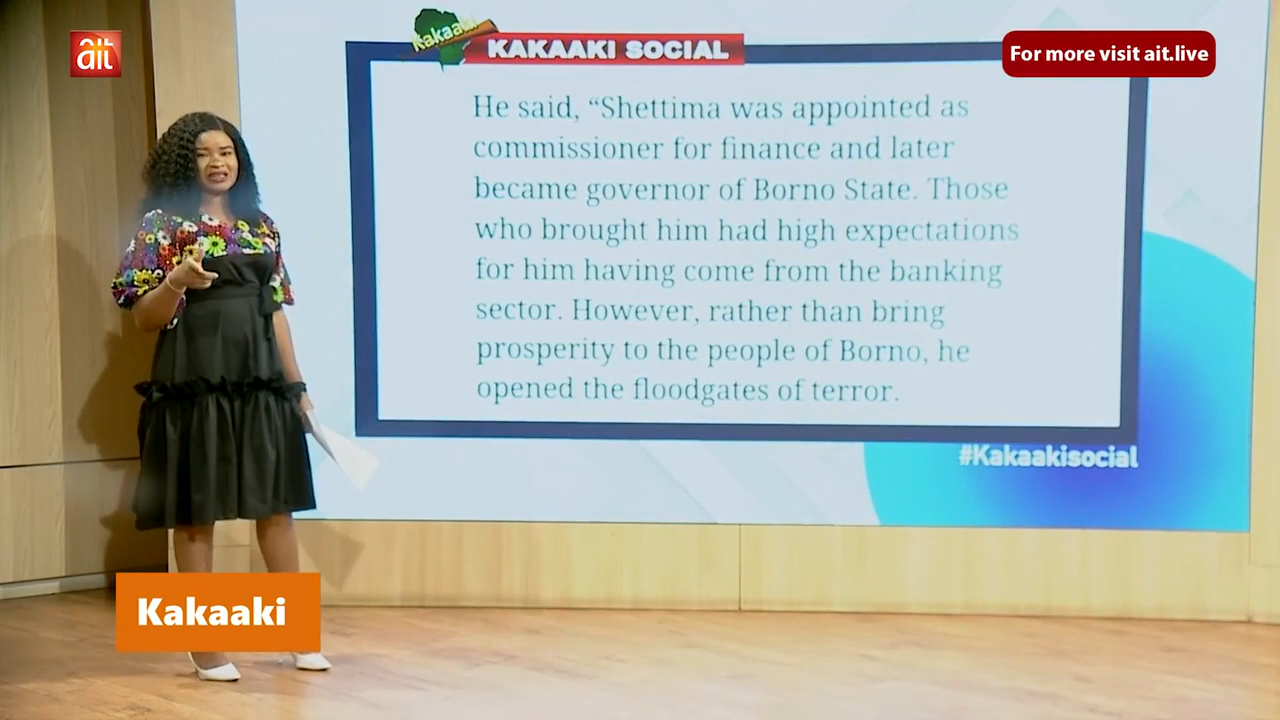 ait
Kakaaki
KAKAAKI SOCIAL
For more visit ait.live
He said, “Shettima was appointed as
commissioner for finance and later
became governor of Borno State. Those
who brought him had high expectations
for him having come from the banking
sector. However, rather than bring
prosperity to the people of Borno, he
opened the floodgates of terror.
#Kakaakisocial
Kakaaki